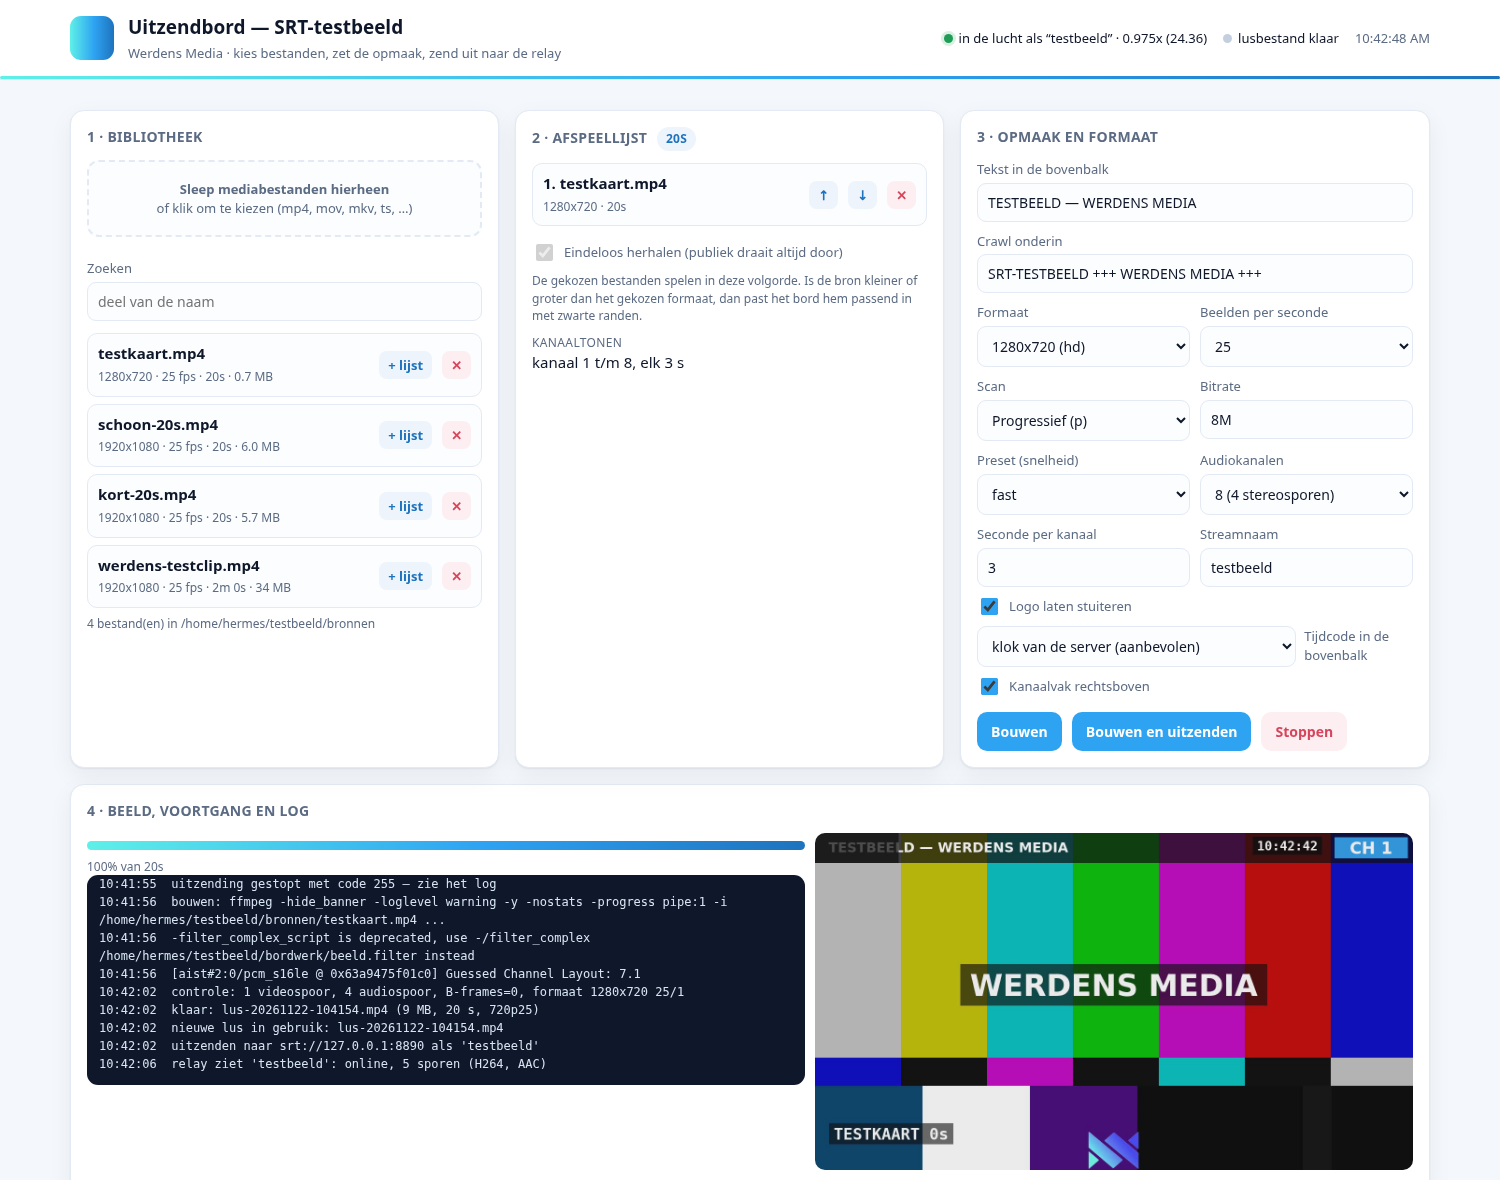 Uitzendbord — SRT-testbeeld
Werdens Media · kies bestanden, zet de opmaak, zend uit naar de relay
in de lucht als “testbeeld” · 0.975x (24.36)
lusbestand klaar
10:42:48 AM
1 · BIBLIOTHEEK
Sleep mediabestanden hierheen
of klik om te kiezen (mp4, mov, mkv, ts, ...)
Zoeken
deel van de naam
testkaart.mp4
1280x720 · 25 fps · 20s · 0.7 MB
+ lijst
×
schoon-20s.mp4
1920x1080 · 25 fps · 20s · 6.0 MB
+ lijst
×
kort-20s.mp4
1920x1080 · 25 fps · 20s · 5.7 MB
+ lijst
×
werdens-testclip.mp4
1920x1080 · 25 fps · 2m 0s · 34 MB
+ lijst
×
4 bestand(en) in /home/hermes/testbeeld/bronnen
2 · AFSPEELLIJST
20S
1. testkaart.mp4
1280x720 · 20s
↑
↓
×
Eindeloos herhalen (publiek draait altijd door)
De gekozen bestanden spelen in deze volgorde. Is de bron kleiner of
groter dan het gekozen formaat, dan past het bord hem passend in
met zwarte randen.
KANAALTONEN
kanaal 1 t/m 8, elk 3 s
3 · OPMAAK EN FORMAAT
Tekst in de bovenbalk
TESTBEELD — WERDENS MEDIA
Crawl onderin
SRT-TESTBEELD +++ WERDENS MEDIA +++
Formaat
Beelden per seconde
1280x720 (hd)
25
Scan
Bitrate
Progressief (p)
8M
Preset (snelheid)
Audiokanalen
fast
8 (4 stereosporen)
Seconde per kanaal
Streamnaam
3
testbeeld
Logo laten stuiteren
klok van de server (aanbevolen)
Tijdcode in de
bovenbalk
Kanaalvak rechtsboven
Bouwen
Bouwen en uitzenden
Stoppen
4 · BEELD, VOORTGANG EN LOG
100% van 20s
10:41:55 uitzending gestopt met code 255 — zie het log
10:41:56 bouwen: ffmpeg -hide_banner -loglevel warning -y -nostats -progress pipe:1 -i
/home/hermes/testbeeld/bronnen/testkaart.mp4 ...
10:41:56 -filter_complex_script is deprecated, use -/filter_complex
/home/hermes/testbeeld/bordwerk/beeld.filter instead
10:41:56 [aist#2:0/pcm_s16le @ 0x63a9475f01c0] Guessed Channel Layout: 7.1
10:42:02 controle: 1 videospoor, 4 audiospoor, B-frames=0, formaat 1280x720 25/1
10:42:02 klaar: lus-20261122-104154.mp4 (9 MB, 20 s, 720p25)
10:42:02 nieuwe lus in gebruik: lus-20261122-104154.mp4
10:42:02 uitzenden naar srt://127.0.0.1:8890 als 'testbeeld'
10:42:06 relay ziet 'testbeeld': online, 5 sporen (H264, AAC)
TESTBEELD — WERDENS MEDIA
10:42:42
CH 1
WERDENS MEDIA
TESTKAART 0s